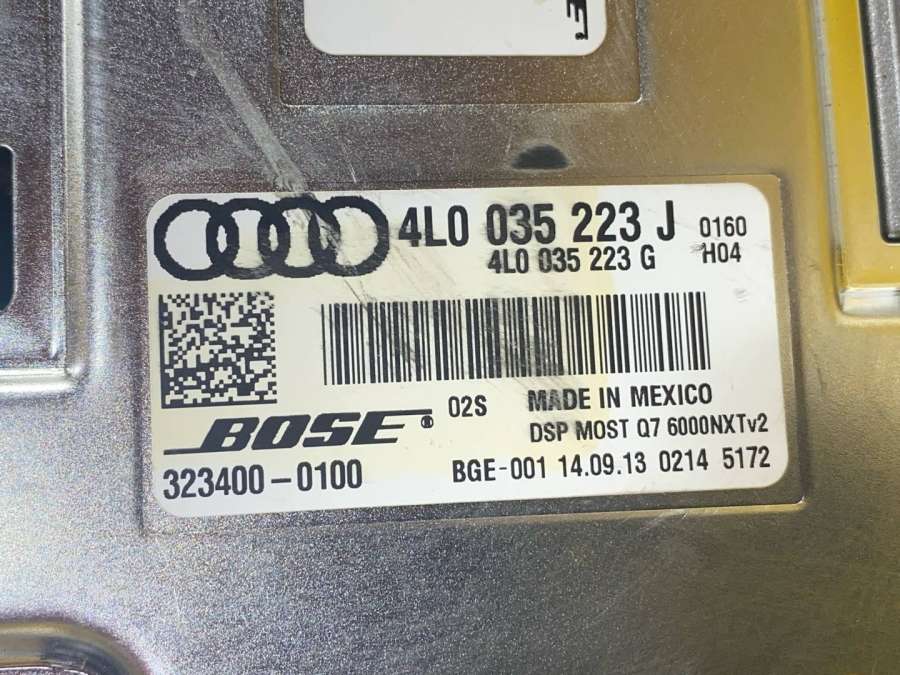 4L0 035 223 J 0160
4L0 035 223 G H04
BOSE® 02S MADE IN MEXICO
DSP MOST Q7 6000NXTv2
323400-0100 BGE-001 14.09.13 0214 5172